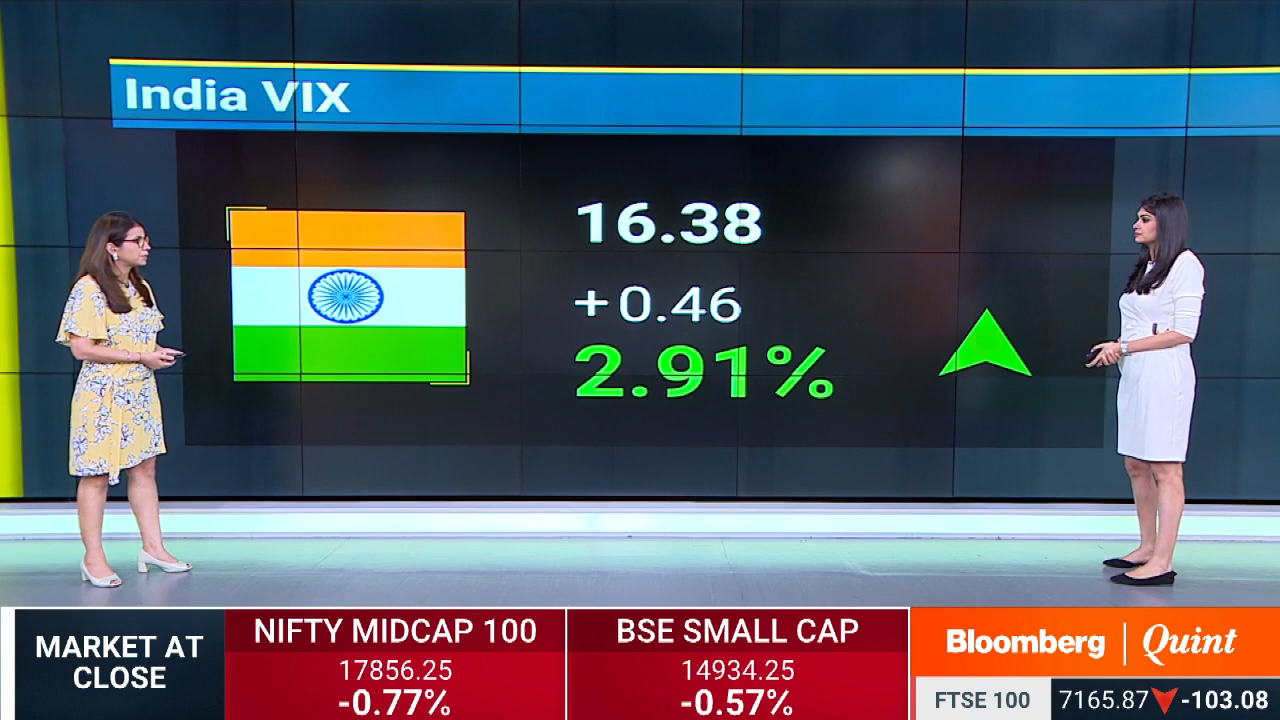 India VIX
16.38
+0.46
2.91%
MARKET AT
CLOSE
NIFTY MIDCAP 100
17856.25
-0.77%
BSE SMALL CAP
14934.25
-0.57%
Bloomberg | Quint
FTSE 100
7165.87 -103.08